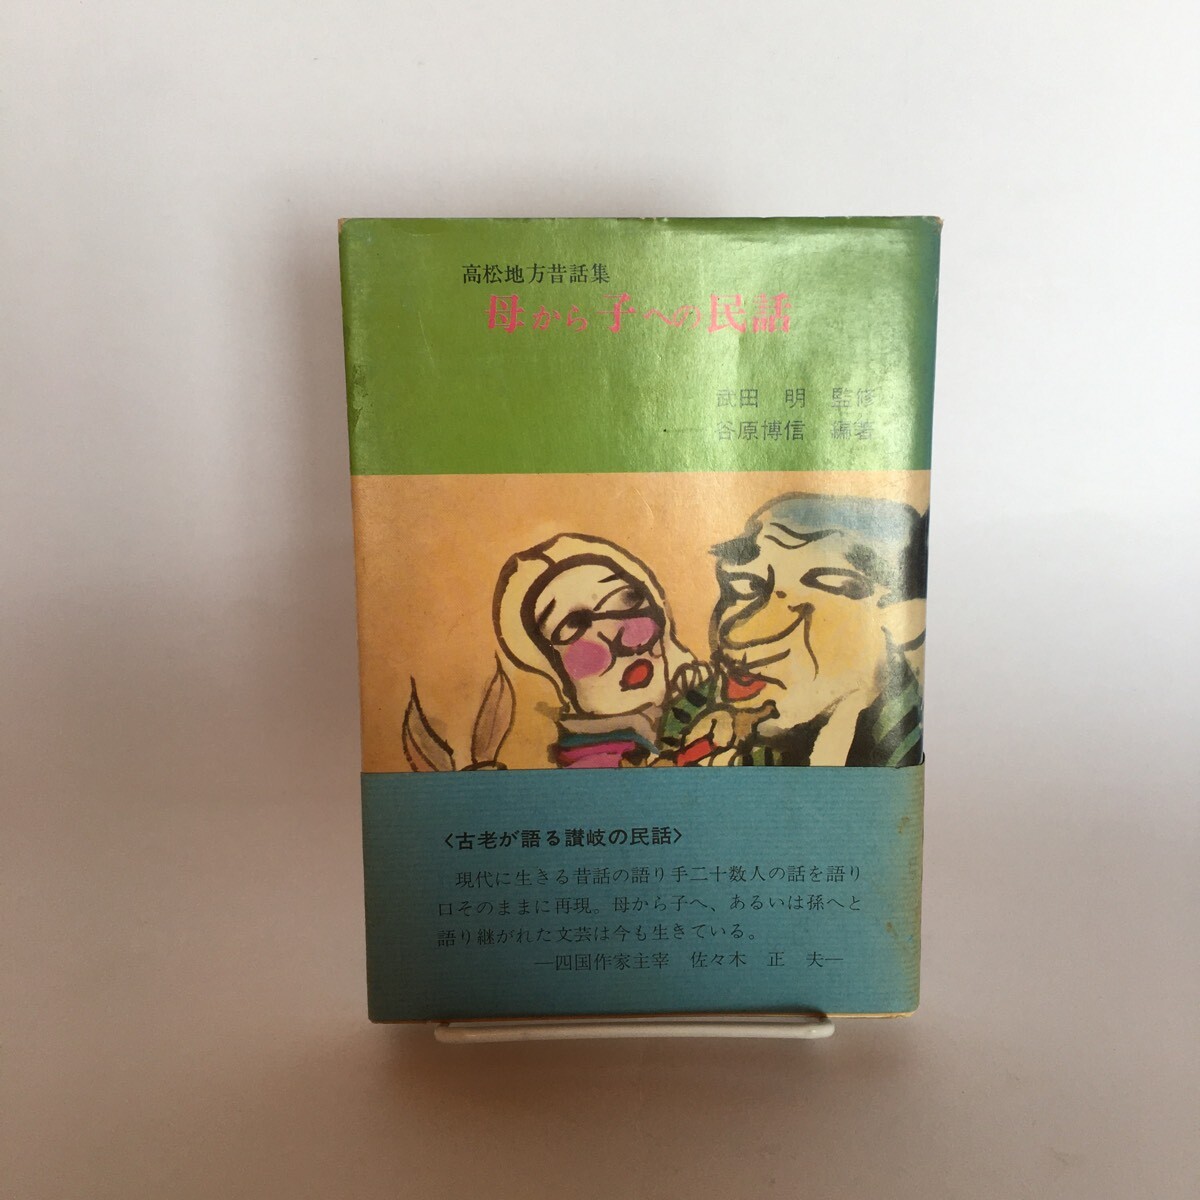 高松地方昔話集
母から子への民話
武田 明 監修
谷原博信 編著
〈古老が語る讃岐の民話〉
現代に生きる昔話の語り手二十数人の話を語り
口そのままに再現。母から子へ、あるいは孫へと
語り継がれた文芸は今も生きている。
―四国作家主宰 佐々木 正 夫―